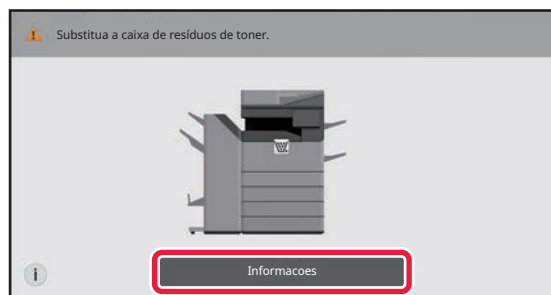 Substitua a caixa de resíduos de toner.
i
Informacoes